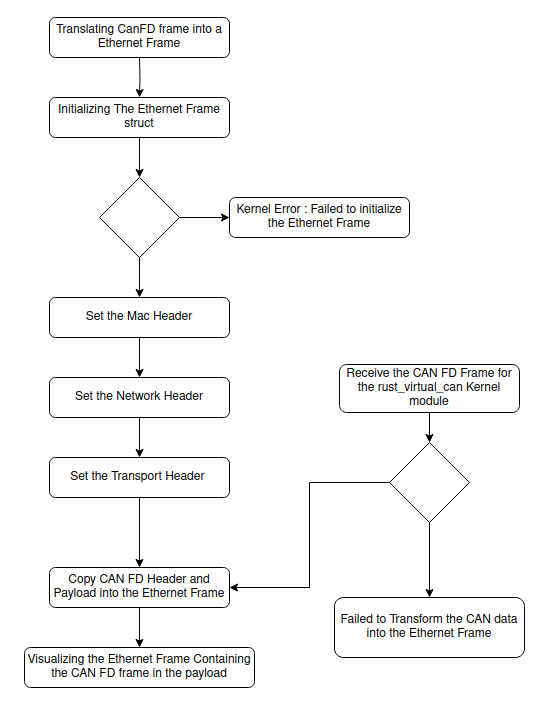 Translating CanFD frame into a
Ethernet Frame
Initializing The Ethernet Frame
struct
Kernel Error : Failed to initialize
the Ethernet Frame
Set the Mac Header
Set the Network Header
Set the Transport Header
Receive the CAN FD Frame for
the rust_virtual_can Kernel
module
Copy CAN FD Header and
Payload into the Ethernet Frame
Failed to Transform the CAN data
into the Ethernet Frame
Visualizing the Ethernet Frame Containing
the CAN FD frame in the payload